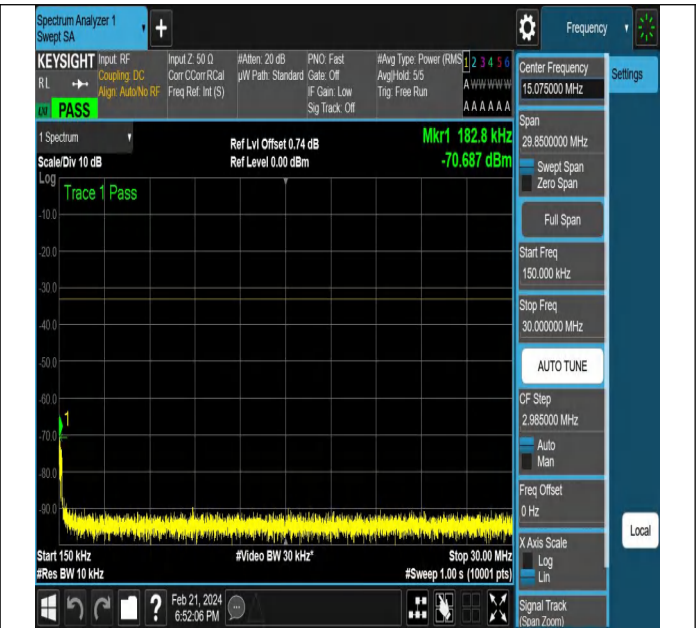 Spectrum Analyzer 1
Swept SA
Frequency
KEYSIGHT
Input: RF
Coupling: DC
Align: Auto/No RF
Input Z: 50 Ω
Corr CCorr RCal
Freq Ref: Int (S)
#Atten: 20 dB
µW Path: Standard
PNO: Fast
Gate: Off
IF Gain: Low
Sig Track: Off
#Avg Type: Power (RMS
Avg|Hold: 5/5
Trig: Free Run
1 2 3 4 5 6
A W W W W W
A A A A A A
RL
PASS
1 Spectrum
Scale/Div 10 dB
Ref Lvl Offset 0.74 dB
Ref Level 0.00 dBm
Mkr1 182.8 kHz
-70.687 dBm
Log
Trace 1 Pass
-10.0
-20.0
-30.0
-40.0
-50.0
-60.0
1
-70.0
-80.0
-90.0
Start 150 kHz
#Res BW 10 kHz
#Video BW 30 kHz*
Stop 30.00 MHz
#Sweep 1.00 s (10001 pts)
?
Feb 21, 2024
6:52:06 PM
Center Frequency
15.075000 MHz
Settings
Span
29.8500000 MHz
Swept Span
Zero Span
Full Span
Start Freq
150.000 kHz
Stop Freq
30.000000 MHz
AUTO TUNE
CF Step
2.985000 MHz
Auto
Man
Freq Offset
0 Hz
Local
X Axis Scale
Log
Lin
Signal Track
(Span Zoom)